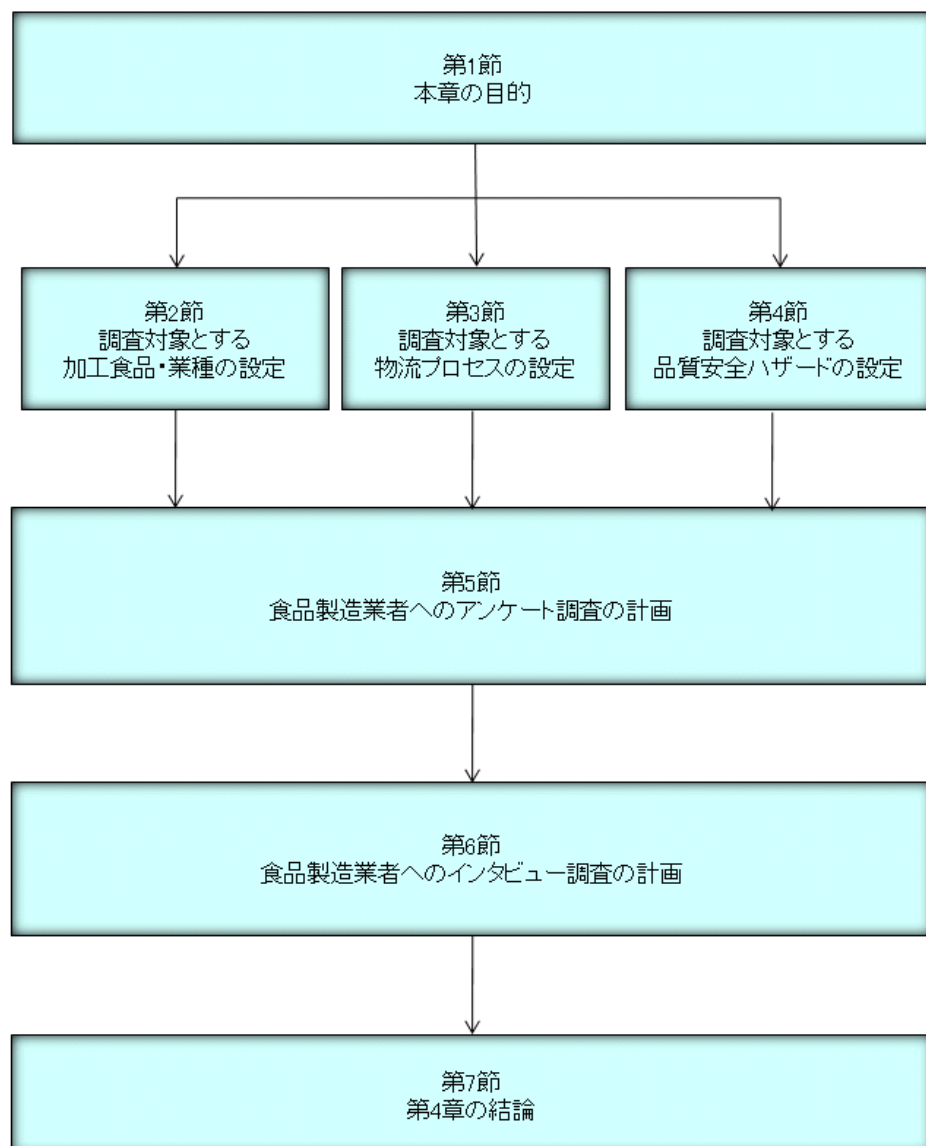 第1節
本章の目的
第2節
調査対象とする
加工食品・業種の設定
第3節
調査対象とする
物流プロセスの設定
第4節
調査対象とする
品質安全ハザードの設定
第5節
食品製造業者へのアンケート調査の計画
第6節
食品製造業者へのインタビュー調査の計画
第7節
第4章の結論